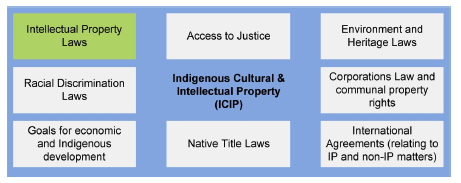 Intellectual Property
Laws
Access to Justice
Environment and
Heritage Laws
Racial Discrimination
Laws
Indigenous Cultural &
Intellectual Property
(ICIP)
Corporations Law and
communal property
rights
Goals for economic
and Indigenous
development
Native Title Laws
International
Agreements (relating to
IP and non-IP matters)